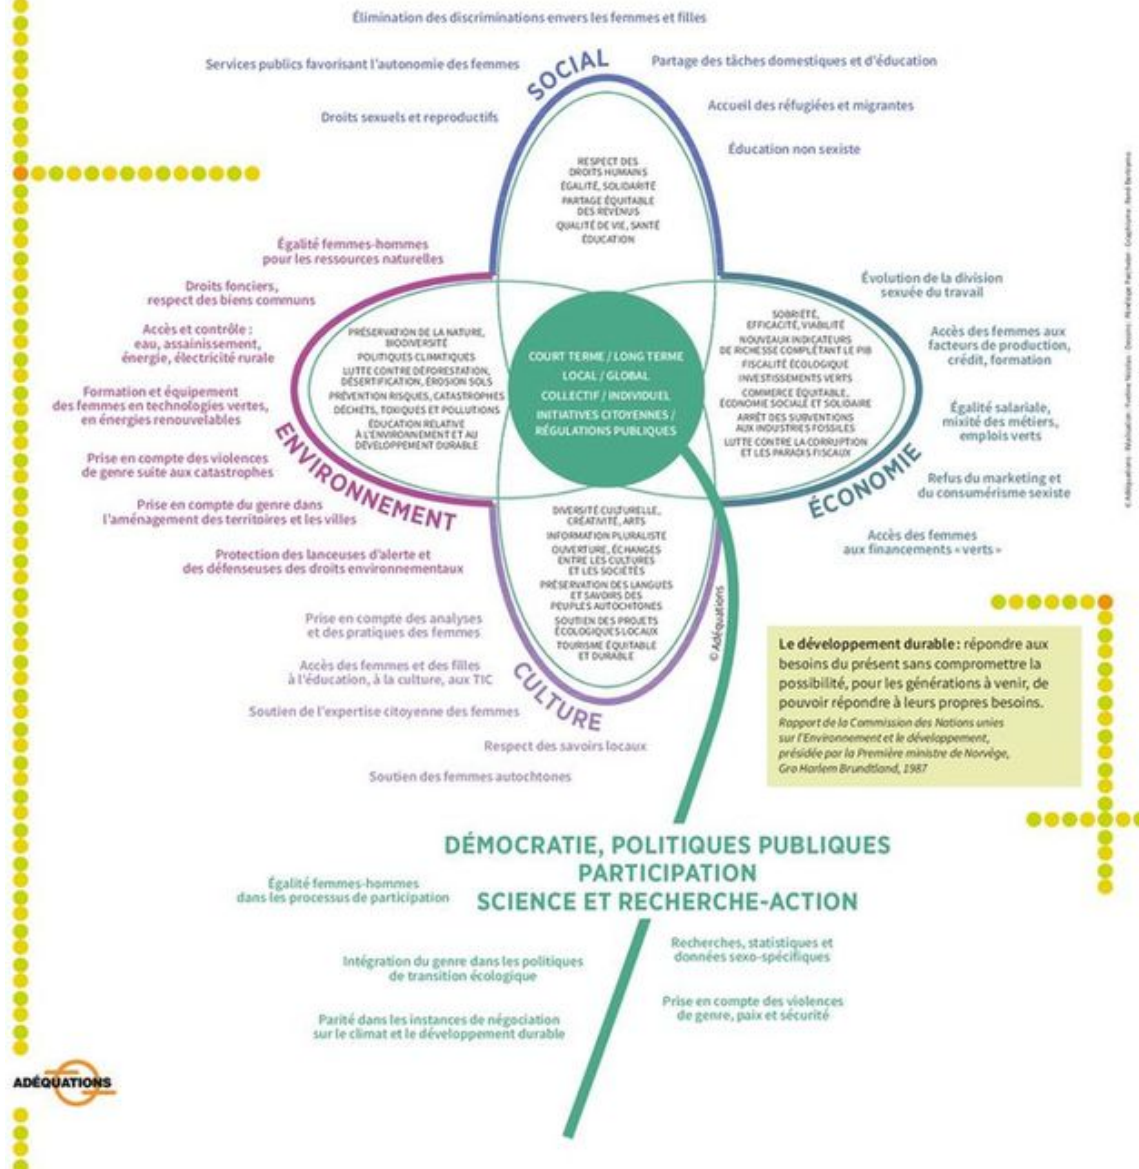 Élimination des discriminations envers les femmes et filles
Services publics favorisant l'autonomie des femmes
SOCIAL
Partage des tâches domestiques et d'éducation
Droits sexuels et reproductifs
Accueil des réfugiées et migrantes
Éducation non sexiste
RESPECT DES
DROITS HUMAINS
ÉGALITÉ, SOLIDARITÉ
PARTAGE ÉQUITABLE
DES REVENUS
QUALITÉ DE VIE, SANTÉ
ÉDUCATION
Égalité femmes-hommes
pour les ressources naturelles
Droits fonciers,
respect des biens communs
Accès et contrôle :
eau, assainissement,
énergie, électricité rurale
Formation et équipement
des femmes en technologies vertes,
en énergies renouvelables
Prise en compte des violences
de genre suite aux catastrophes
Prise en compte du genre dans
l'aménagement des territoires et les villes
Protection des lanceuses d'alerte et
des défenseuses des droits environnementaux
ENVIRONNEMENT
PRÉSERVATION DE LA NATURE,
BIODIVERSITÉ
POLITIQUES CLIMATIQUES
LUTTE CONTRE DÉFORESTATION,
DÉSERTIFICATION, ÉROSION SOLS
PRÉVENTION RISQUES, CATASTROPHES
DÉCHETS, TOXIQUES ET POLLUTIONS
ÉDUCATION RELATIVE
À L'ENVIRONNEMENT ET AU
DÉVELOPPEMENT DURABLE
COURT TERME / LONG TERME
LOCAL / GLOBAL
COLLECTIF / INDIVIDUEL
INITIATIVES CITOYENNES /
RÉGULATIONS PUBLIQUES
SOBRIÉTÉ,
EFFICACITÉ, VIABILITÉ
NOUVEAUX INDICATEURS
DE RICHESSE COMPLÉTANT LE PIB
FISCALITÉ ÉCOLOGIQUE
INVESTISSEMENTS VERTS
COMMERCE ÉQUITABLE,
ÉCONOMIE SOCIALE ET SOLIDAIRE
ARRÊT DES SUBVENTIONS
AUX INDUSTRIES FOSSILES
LUTTE CONTRE LA CORRUPTION
ET LES PARADIS FISCAUX
ÉCONOMIE
Évolution de la division
sexuée du travail
Accès des femmes aux
facteurs de production,
crédit, formation
Égalité salariale,
mixité des métiers,
emplois verts
Refus du marketing et
du consumérisme sexiste
Accès des femmes
aux financements « verts »
DIVERSITÉ CULTURELLE,
CRÉATIVITÉ, ARTS
INFORMATION PLURALISTE
OUVERTURE, ÉCHANGES
ENTRE LES CULTURES
ET LES SOCIÉTÉS
PRÉSERVATION DES LANGUES
ET SAVOIRS DES
PEUPLES AUTOCHTONES
SOUTIEN DES PROJETS
ÉCOLOGIQUES LOCAUX
TOURISME ÉQUITABLE
ET DURABLE
CULTURE
Prise en compte des analyses
et des pratiques des femmes
Accès des femmes et des filles
à l'éducation, à la culture, aux TIC
Soutien de l'expertise citoyenne des femmes
Respect des savoirs locaux
Soutien des femmes autochtones
© Adéquations
Le développement durable : répondre aux
besoins du présent sans compromettre la
possibilité, pour les générations à venir, de
pouvoir répondre à leurs propres besoins.
Rapport de la Commission des Nations unies
sur l'Environnement et le développement,
présidée par la Première ministre de Norvège,
Gro Harlem Brundtland, 1987
DÉMOCRATIE, POLITIQUES PUBLIQUES
PARTICIPATION
SCIENCE ET RECHERCHE-ACTION
Égalité femmes-hommes
dans les processus de participation
Intégration du genre dans les politiques
de transition écologique
Parité dans les instances de négociation
sur le climat et le développement durable
Recherches, statistiques et
données sexo-spécifiques
Prise en compte des violences
de genre, paix et sécurité
ADÉQUATIONS